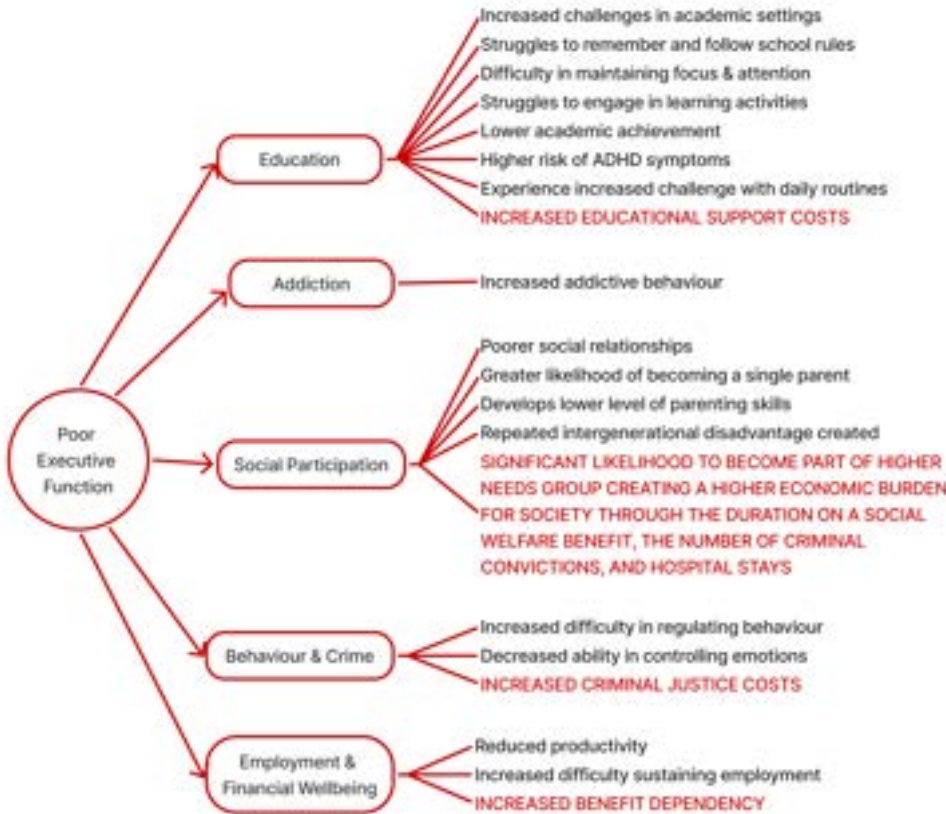 Increased challenges in academic settings
Struggles to remember and follow school rules
Difficulty in maintaining focus & attention
Struggles to engage in learning activities
Lower academic achievement
Education
Higher risk of ADHD symptoms
Experience increased challenge with daily routines
INCREASED EDUCATIONAL SUPPORT COSTS
Addiction
Increased addictive behaviour
Poorer social relationships
Greater likelihood of becoming a single parent
Develops lower level of parenting skills
Repeated intergenerational disadvantage created
Poor
Executive
Function
Social Participation
SIGNIFICANT LIKELIHOOD TO BECOME PART OF HIGHER
NEEDS GROUP CREATING A HIGHER ECONOMIC BURDEN
FOR SOCIETY THROUGH THE DURATION ON A SOCIAL
WELFARE BENEFIT, THE NUMBER OF CRIMINAL
CONVICTIONS, AND HOSPITAL STAYS
Behaviour & Crime
Increased difficulty in regulating behaviour
Decreased ability in controlling emotions
INCREASED CRIMINAL JUSTICE COSTS
Employment &
Financial Wellbeing
Reduced productivity
Increased difficulty sustaining employment
INCREASED BENEFIT DEPENDENCY